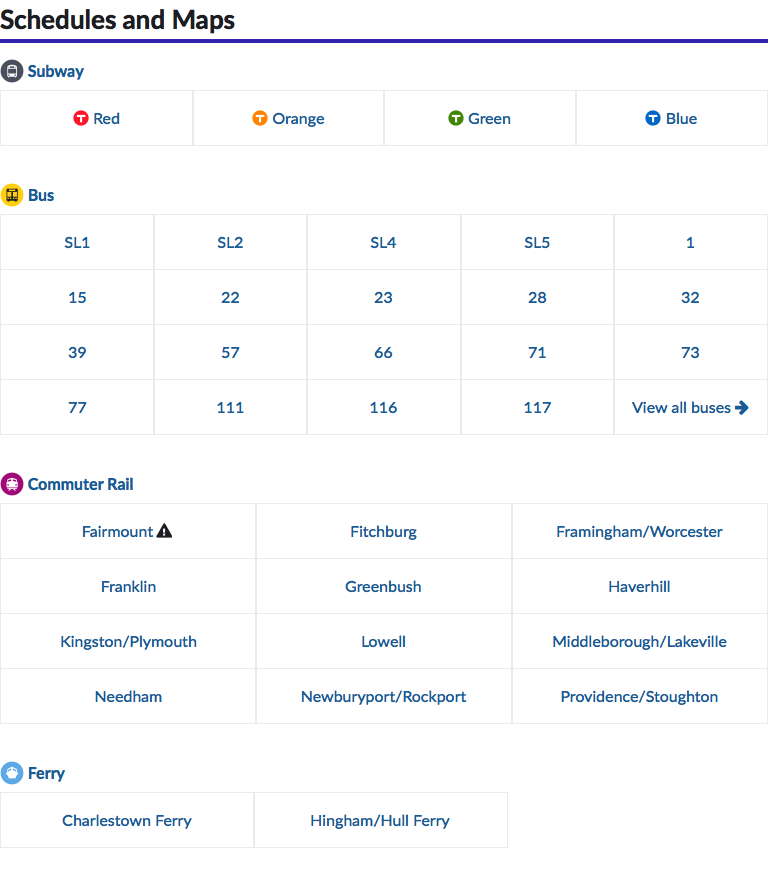 Schedules and Maps
Subway
T Red T Orange T Green T Blue
Bus
SL1 SL2 SL4 SL5 1
15 22 23 28 32
39 57 66 71 73
77 111 116 117 View all buses
Commuter Rail
Fairmount Fitchburg Framingham/Worcester
Franklin Greenbush Haverhill
Kingston/Plymouth Lowell Middleborough/Lakeville
Needham Newburyport/Rockport Providence/Stoughton
Ferry
Charlestown Ferry Hingham/Hull Ferry